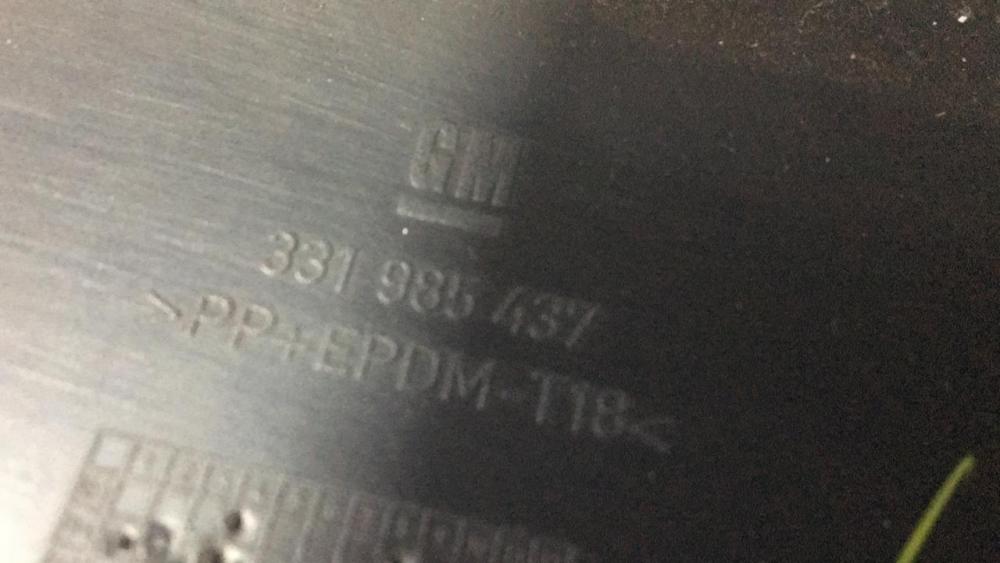 GM
331 985 437
>PP+EPDM-T18<